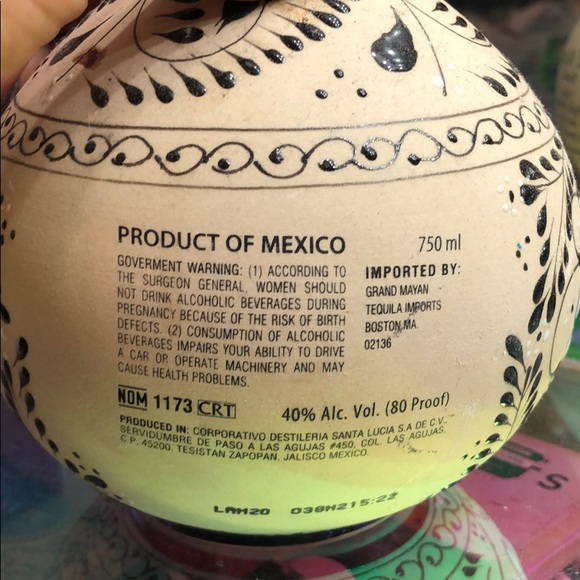 PRODUCT OF MEXICO
750 ml
GOVERMENT WARNING: (1) ACCORDING TO
THE SURGEON GENERAL, WOMEN SHOULD
NOT DRINK ALCOHOLIC BEVERAGES DURING
PREGNANCY BECAUSE OF THE RISK OF BIRTH
DEFECTS. (2) CONSUMPTION OF ALCOHOLIC
BEVERAGES IMPAIRS YOUR ABILITY TO DRIVE
A CAR OR OPERATE MACHINERY AND MAY
CAUSE HEALTH PROBLEMS.
IMPORTED BY:
GRAND MAYAN
TEQUILA IMPORTS
BOSTON MA.
02136
NOM 1173 CRT
40% Alc. Vol. (80 Proof)
PRODUCED IN: CORPORATIVO DESTILERIA SANTA LUCIA S.A DE C.V.
SERVIDUMBRE DE PASO A LAS AGUJAS #450, COL. LAS AGUJAS,
C.P. 45200. TESISTAN ZAPOPAN, JALISCO MEXICO.
LAH20 038H215:22